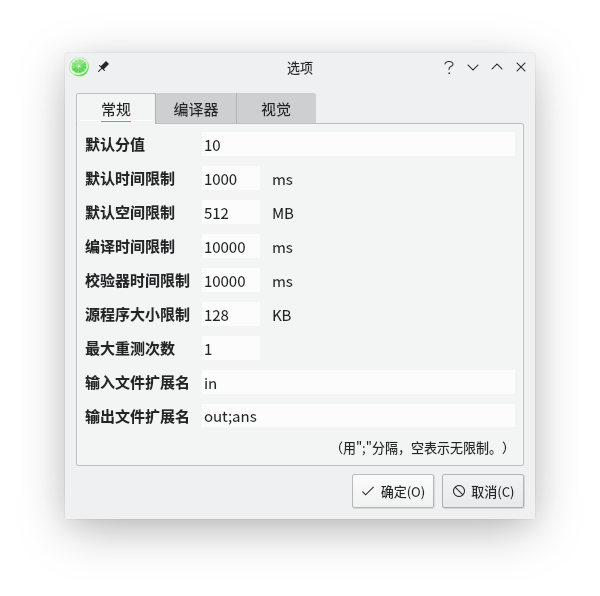 选项
常规 编译器 视觉
默认分值 10
默认时间限制 1000 ms
默认空间限制 512 MB
编译时间限制 10000 ms
校验器时间限制 10000 ms
源程序大小限制 128 KB
最大重测次数 1
输入文件扩展名 in
输出文件扩展名 out;ans
（用";"分隔，空表示无限制。）
确定(O) 取消(C)